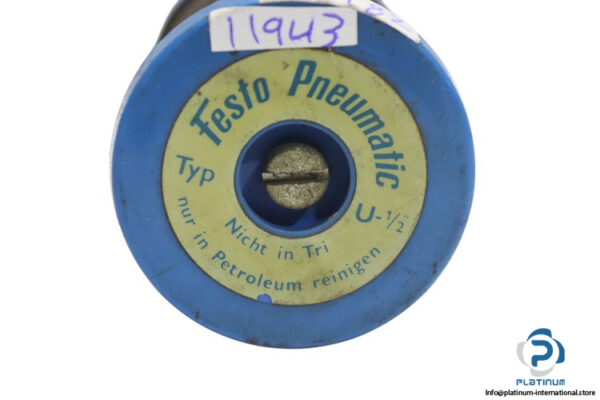 11943
Festo Pneumatic
Typ U-1/2"
Nicht in Tri
nur in Petroleum reinigen
PLATINUM
Info@platinum-international.store